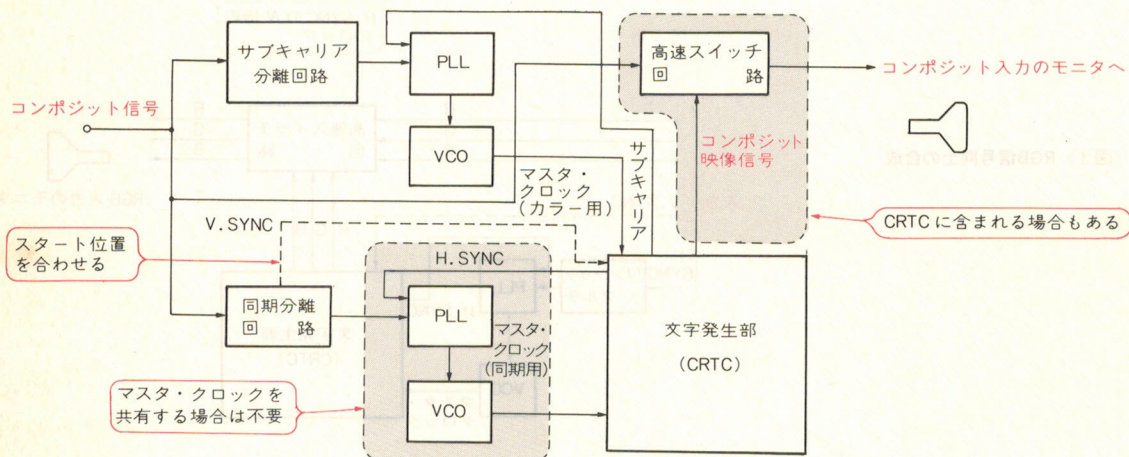 サブキャリア
分離回路
PLL
高速スイッチ
回路
コンポジット入力のモニタへ
コンポジット信号
VCO
コンポジット
映像信号
サブキャリア
マスタ・
クロック
(カラー用)
V.SYNC
CRTCに含まれる場合もある
スタート位置
を合わせる
H.SYNC
同期分離
回路
PLL
マスタ・
クロック
(同期用)
文字発生部
(CRTC)
マスタ・クロックを
共有する場合は不要
VCO